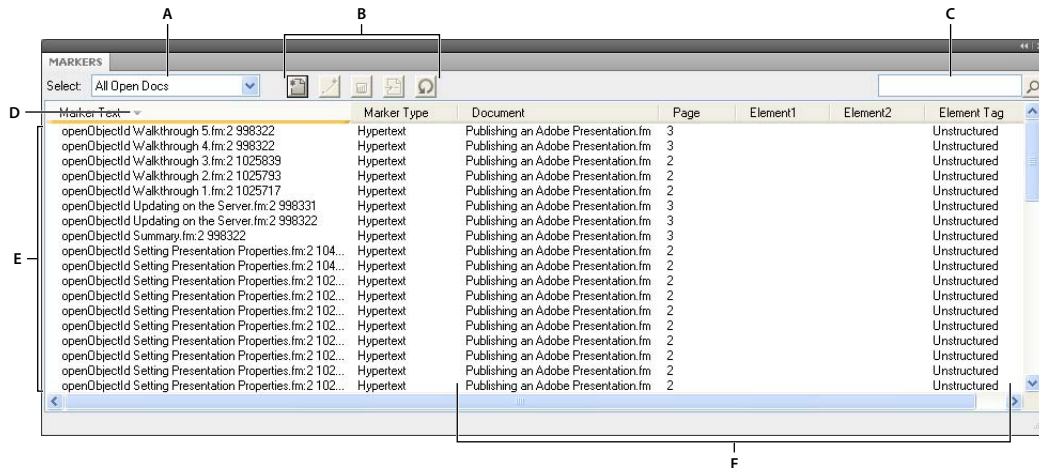 A B C
MARKERS
Select: All Open Docs
D
Marker Text Marker Type Document Page Element1 Element2 Element Tag
openObjectId Walkthrough 5.fm:2 998322 Hypertext Publishing an Adobe Presentation.fm 3 Unstructured
openObjectId Walkthrough 4.fm:2 998322 Hypertext Publishing an Adobe Presentation.fm 3 Unstructured
openObjectId Walkthrough 3.fm:2 1025839 Hypertext Publishing an Adobe Presentation.fm 2 Unstructured
openObjectId Walkthrough 2.fm:2 1025793 Hypertext Publishing an Adobe Presentation.fm 2 Unstructured
openObjectId Walkthrough 1.fm:2 1025717 Hypertext Publishing an Adobe Presentation.fm 2 Unstructured
openObjectId Updating on the Server.fm:2 998331 Hypertext Publishing an Adobe Presentation.fm 3 Unstructured
openObjectId Updating on the Server.fm:2 998322 Hypertext Publishing an Adobe Presentation.fm 3 Unstructured
openObjectId Summary.fm:2 998322 Hypertext Publishing an Adobe Presentation.fm 3 Unstructured
E
openObjectId Setting Presentation Properties.fm:2 104... Hypertext Publishing an Adobe Presentation.fm 2 Unstructured
openObjectId Setting Presentation Properties.fm:2 104... Hypertext Publishing an Adobe Presentation.fm 2 Unstructured
openObjectId Setting Presentation Properties.fm:2 102... Hypertext Publishing an Adobe Presentation.fm 2 Unstructured
openObjectId Setting Presentation Properties.fm:2 102... Hypertext Publishing an Adobe Presentation.fm 2 Unstructured
openObjectId Setting Presentation Properties.fm:2 102... Hypertext Publishing an Adobe Presentation.fm 2 Unstructured
openObjectId Setting Presentation Properties.fm:2 102... Hypertext Publishing an Adobe Presentation.fm 2 Unstructured
openObjectId Setting Presentation Properties.fm:2 102... Hypertext Publishing an Adobe Presentation.fm 2 Unstructured
openObjectId Setting Presentation Properties.fm:2 102... Hypertext Publishing an Adobe Presentation.fm 2 Unstructured
openObjectId Setting Presentation Properties.fm:2 102... Hypertext Publishing an Adobe Presentation.fm 2 Unstructured
openObjectId Setting Presentation Properties.fm:2 102... Hypertext Publishing an Adobe Presentation.fm 2 Unstructured